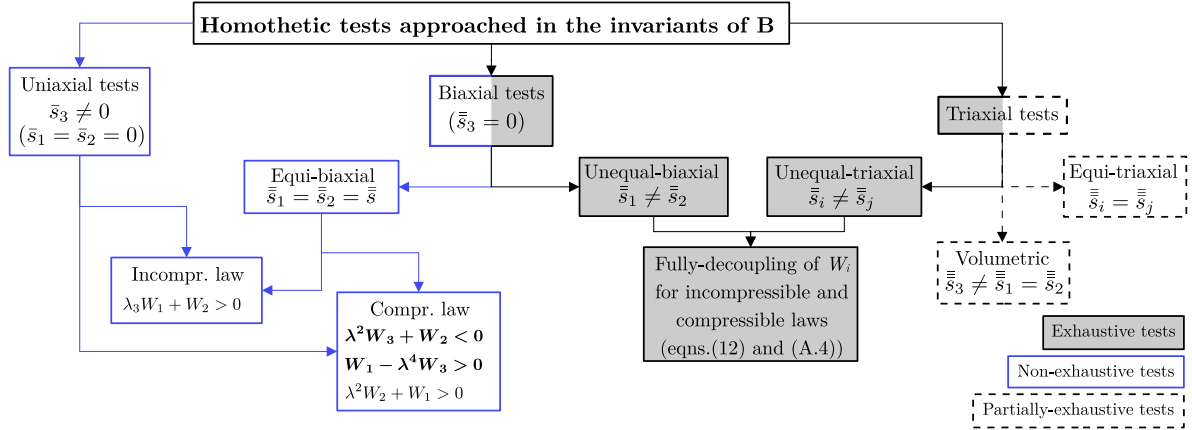 Homothetic tests approached in the invariants of B
Uniaxial tests
s̄₃ ≠ 0
(s̄₁ = s̄₂ = 0)
Biaxial tests
(s̿₃ = 0)
Triaxial tests
Equi-biaxial
s̿₁ = s̿₂ = s̿
Unequal-biaxial
s̿₁ ≠ s̿₂
Unequal-triaxial
s̿̄ᵢ ≠ s̿̄ⱼ
Equi-triaxial
s̿̄ᵢ = s̿̄ⱼ
Incompr. law
λ₃W₁ + W₂ > 0
Fully-decoupling of Wᵢ
for incompressible and
compressible laws
(eqns.(12) and (A.4))
Volumetric
s̿̄₃ ≠ s̿̄₁ = s̿̄₂
Compr. law
λ²W₃ + W₂ < 0
W₁ − λ⁴W₃ > 0
λ²W₂ + W₁ > 0
Exhaustive tests
Non-exhaustive tests
Partially-exhaustive tests